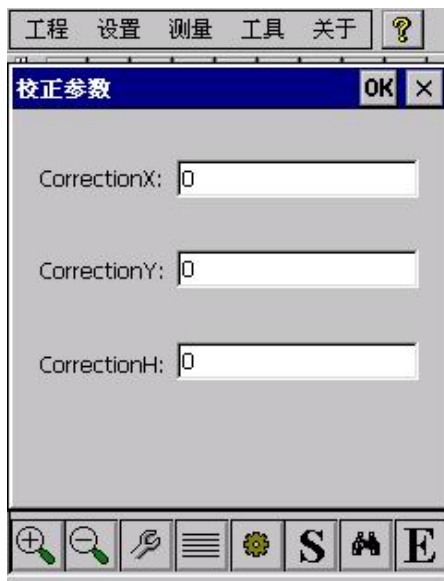 工程 设置 测量 工具 关于 ?
校正参数 OK ×
CorrectionX: 0
CorrectionY: 0
CorrectionH: 0
S E